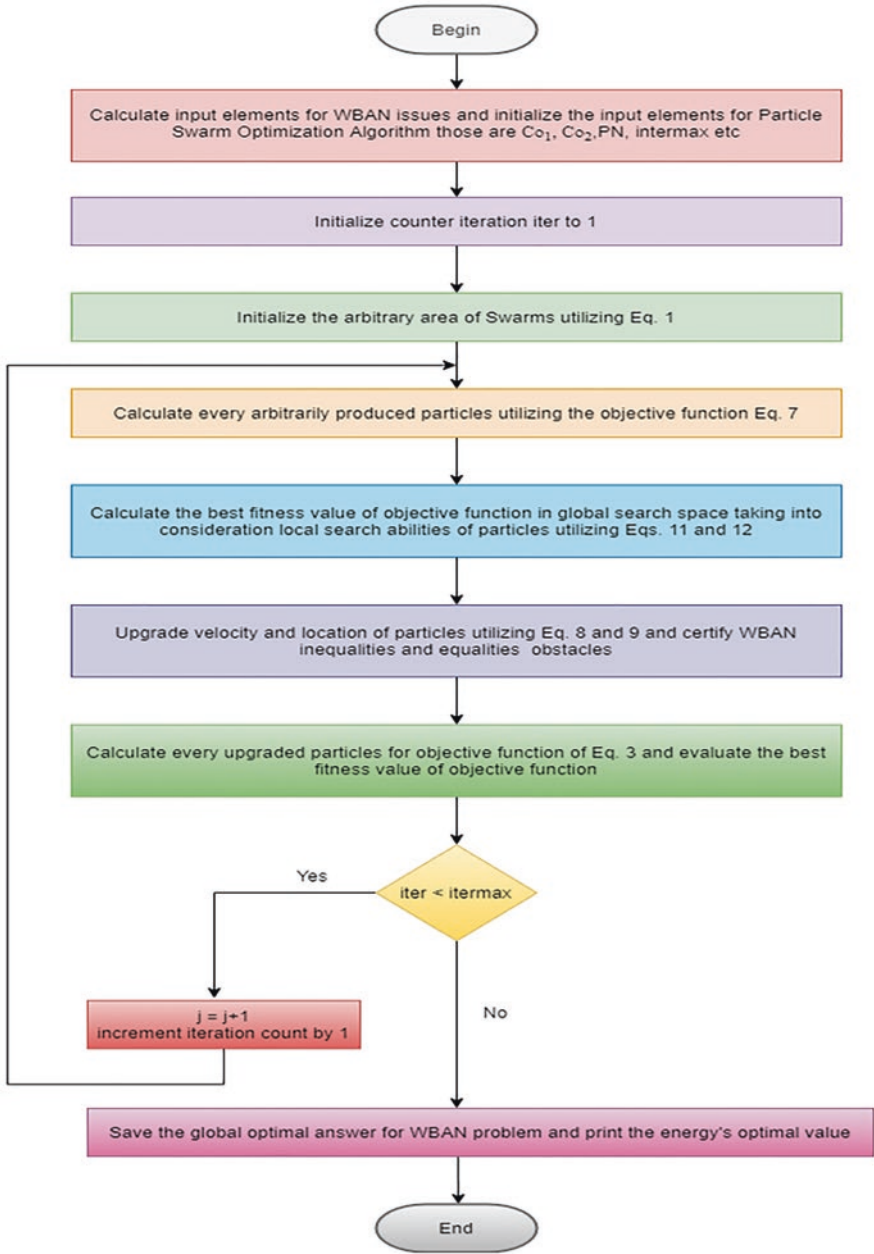 Begin
Calculate input elements for WBAN issues and initialize the input elements for Particle
Swarm Optimization Algorithm those are Co₁, Co₂,PN, intermax etc
Initialize counter iteration iter to 1
Initialize the arbitrary area of Swarms utilizing Eq. 1
Calculate every arbitrarily produced particles utilizing the objective function Eq. 7
Calculate the best fitness value of objective function in global search space taking into
consideration local search abilities of particles utilizing Eqs. 11 and 12
Upgrade velocity and location of particles utilizing Eq. 8 and 9 and certify WBAN
inequalities and equalities obstacles
Calculate every upgraded particles for objective function of Eq. 3 and evaluate the best
fitness value of objective function
Yes
iter < itermax
j = j+1
increment iteration count by 1
No
Save the global optimal answer for WBAN problem and print the energy's optimal value
End